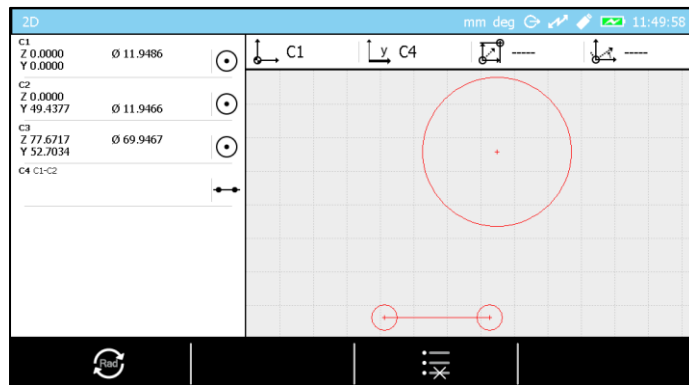 2D mm deg 11:49:58
C1
Z 0.0000 Ø 11.9486
Y 0.0000
C2
Z 0.0000
Y 49.4377 Ø 11.9466
C3
Z 77.6717 Ø 69.9467
Y 52.7034
C4 C1-C2
C1 y C4 ----- -----
Rad